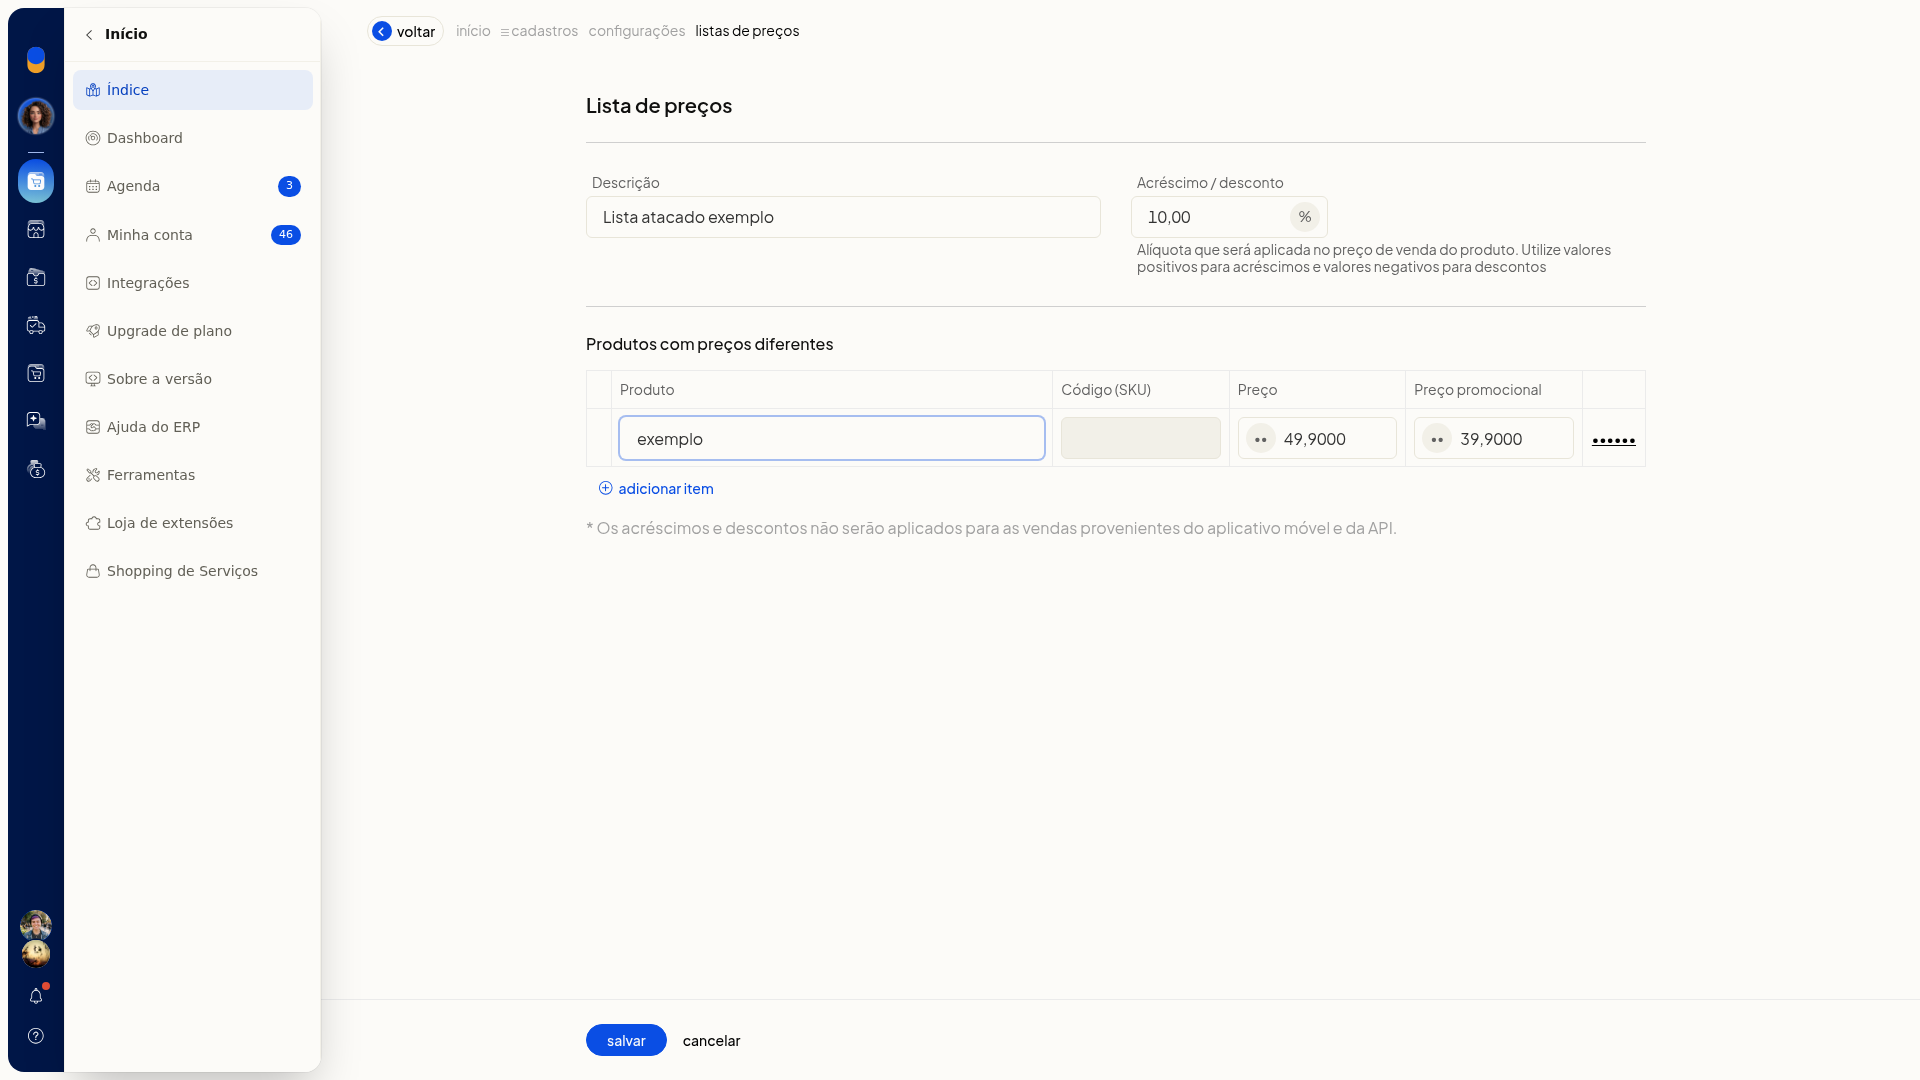 Início
Índice
Dashboard
Agenda 3
Minha conta 46
Integrações
Upgrade de plano
Sobre a versão
Ajuda do ERP
Ferramentas
Loja de extensões
Shopping de Serviços
voltar início cadastros configurações listas de preços
Lista de preços
Descrição
Lista atacado exemplo
Acréscimo / desconto
10,00 %
Alíquota que será aplicada no preço de venda do produto. Utilize valores
positivos para acréscimos e valores negativos para descontos
Produtos com preços diferentes
Produto Código (SKU) Preço Preço promocional
exemplo •• 49,9000 •• 39,9000 ••••••
adicionar item
* Os acréscimos e descontos não serão aplicados para as vendas provenientes do aplicativo móvel e da API.
salvar cancelar